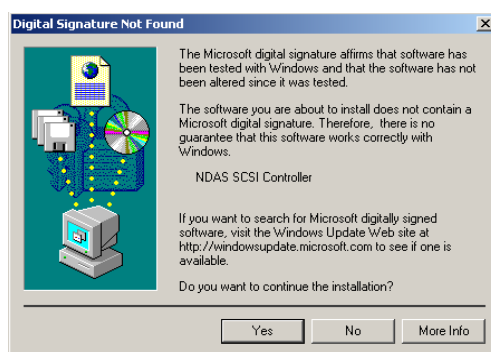 Digital Signature Not Found
The Microsoft digital signature affirms that software has
been tested with Windows and that the software has not
been altered since it was tested.
The software you are about to install does not contain a
Microsoft digital signature. Therefore, there is no
guarantee that this software works correctly with
Windows.
NDAS SCSI Controller
If you want to search for Microsoft digitally signed
software, visit the Windows Update Web site at
http://windowsupdate.microsoft.com to see if one is
available.
Do you want to continue the installation?
Yes
No
More Info